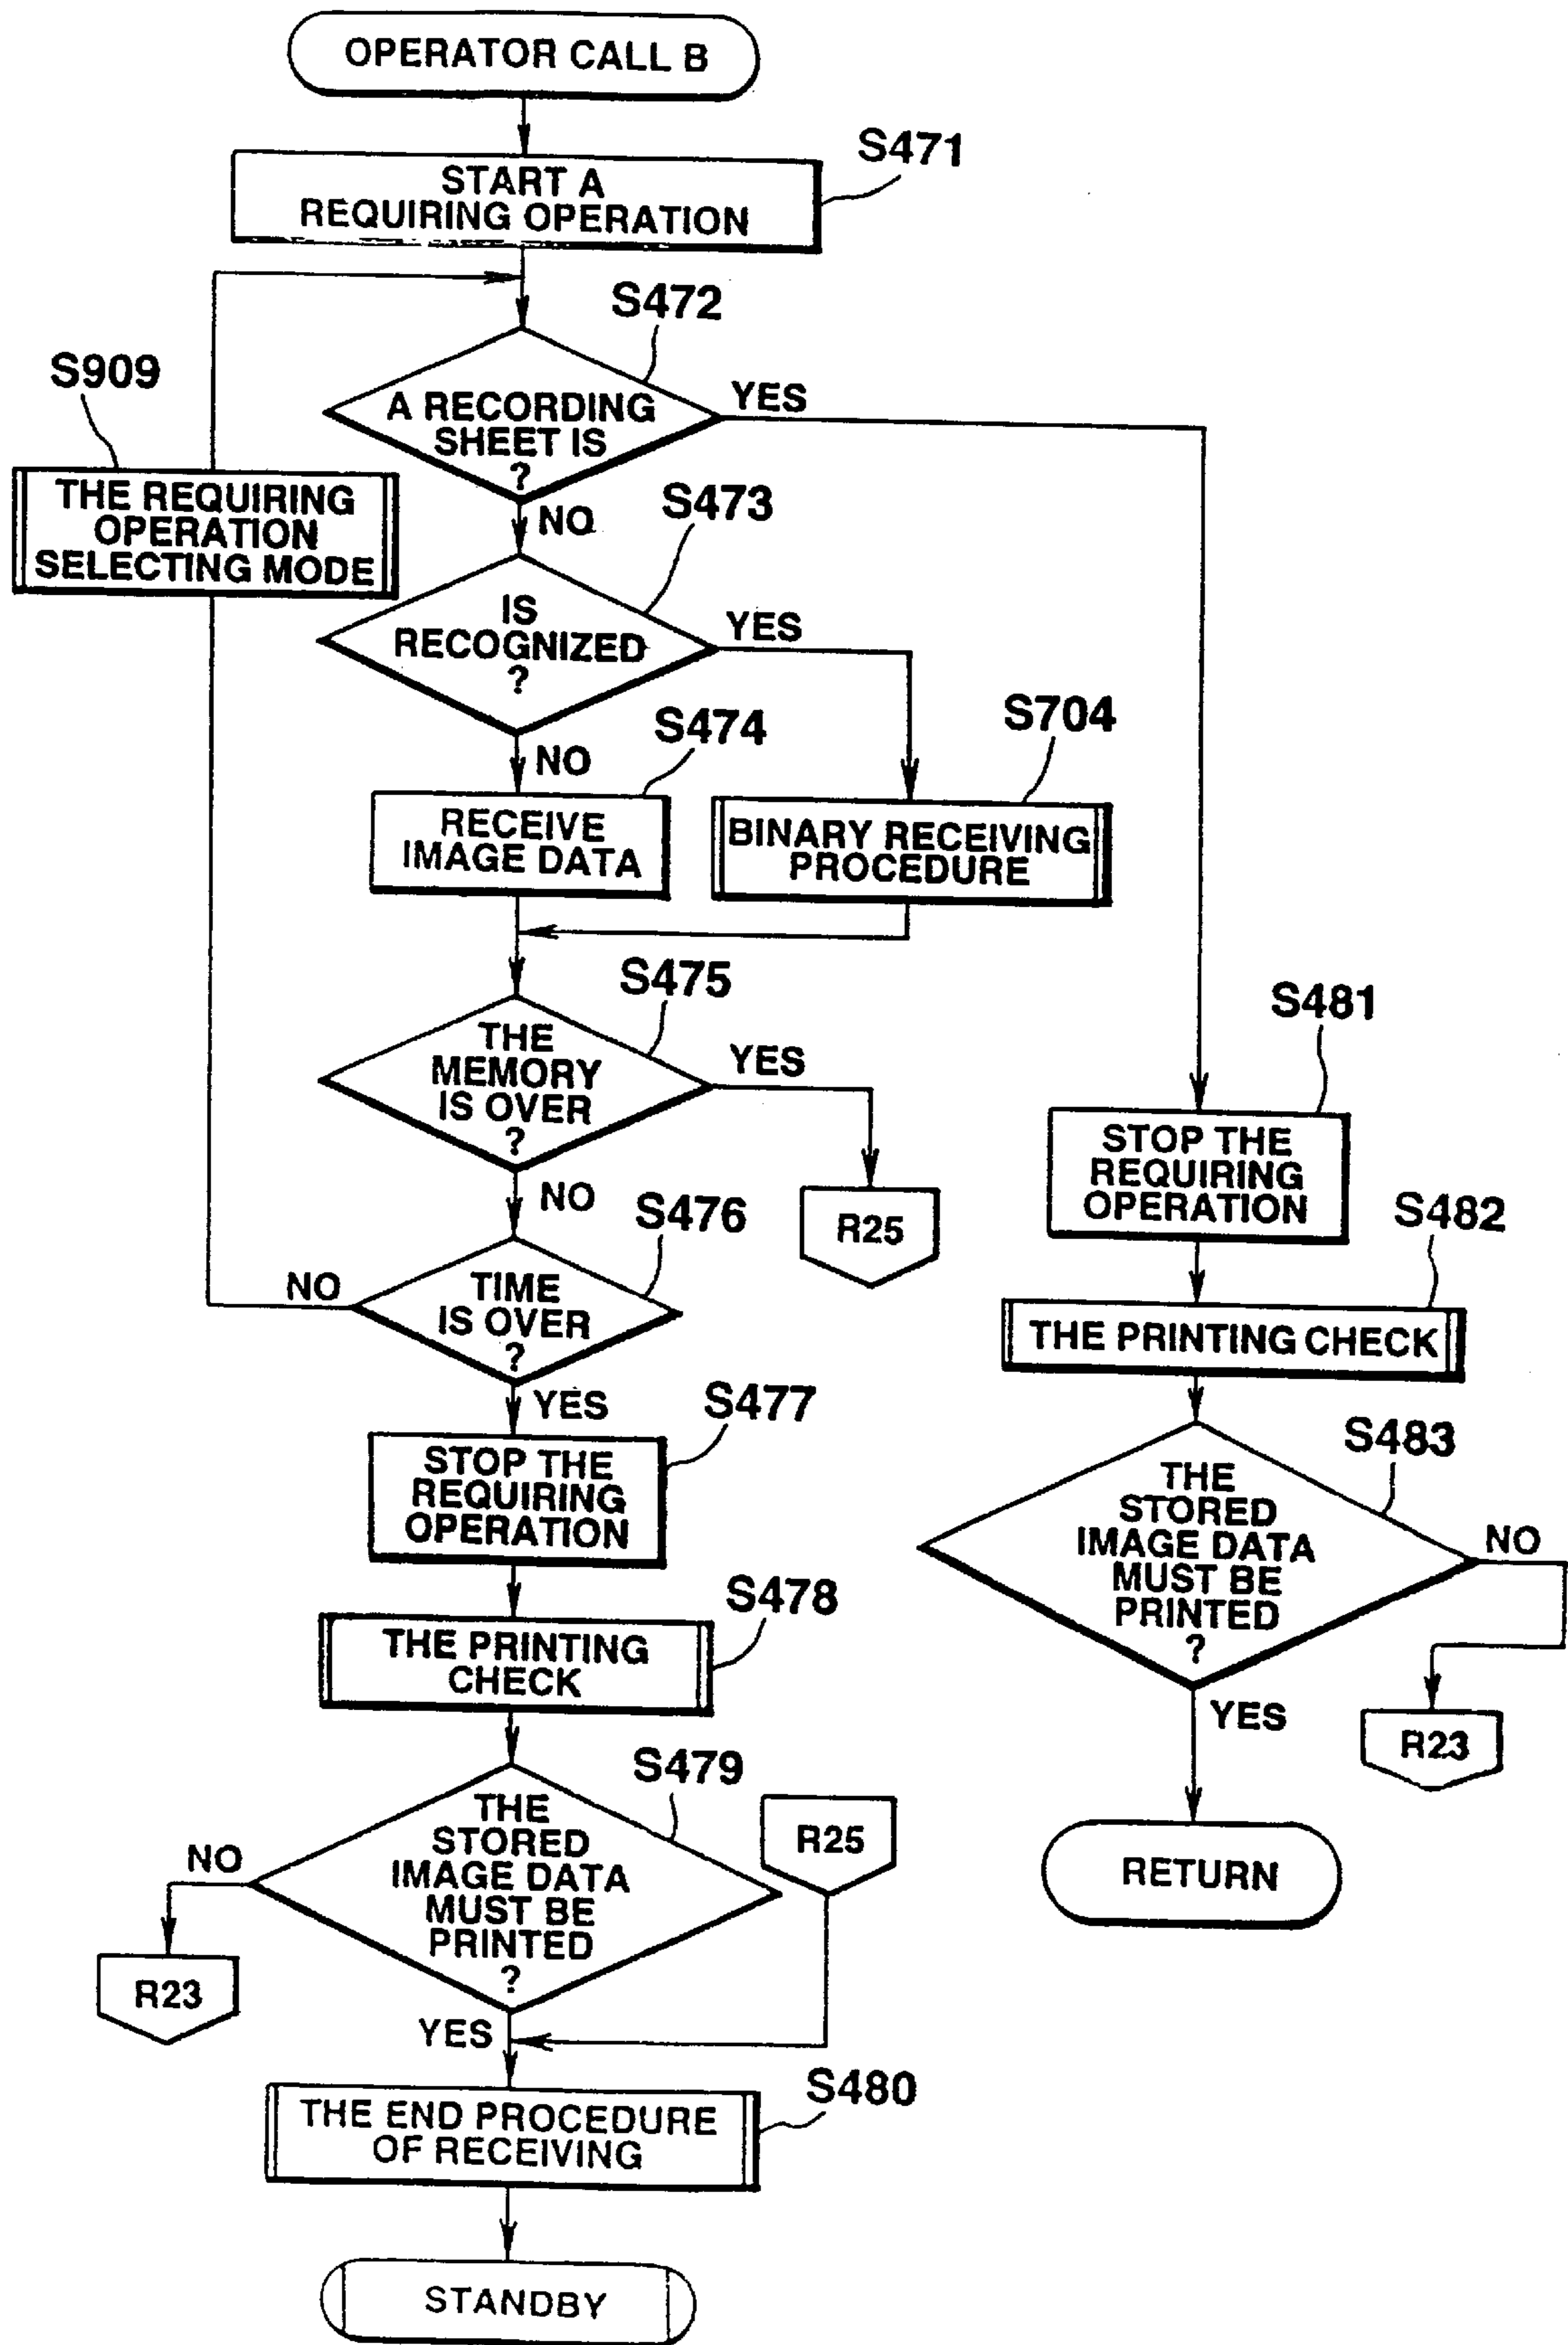 OPERATOR CALL B
S471
START A
REQUIRING OPERATION
S472
A RECORDING
SHEET IS
?
YES
NO
S909
THE REQUIRING
OPERATION
SELECTING MODE
S473
IS
RECOGNIZED
?
YES
NO
S474
RECEIVE
IMAGE DATA
S704
BINARY RECEIVING
PROCEDURE
S475
THE
MEMORY
IS OVER
?
YES
NO
R25
S476
TIME
IS OVER
?
NO
YES
S477
STOP THE
REQUIRING
OPERATION
S478
THE PRINTING
CHECK
S479
THE
STORED
IMAGE DATA
MUST BE
PRINTED
?
NO
R23
YES
R25
S480
THE END PROCEDURE
OF RECEIVING
STANDBY
S481
STOP THE
REQUIRING
OPERATION
S482
THE PRINTING CHECK
S483
THE
STORED
IMAGE DATA
MUST BE
PRINTED
?
NO
R23
YES
RETURN